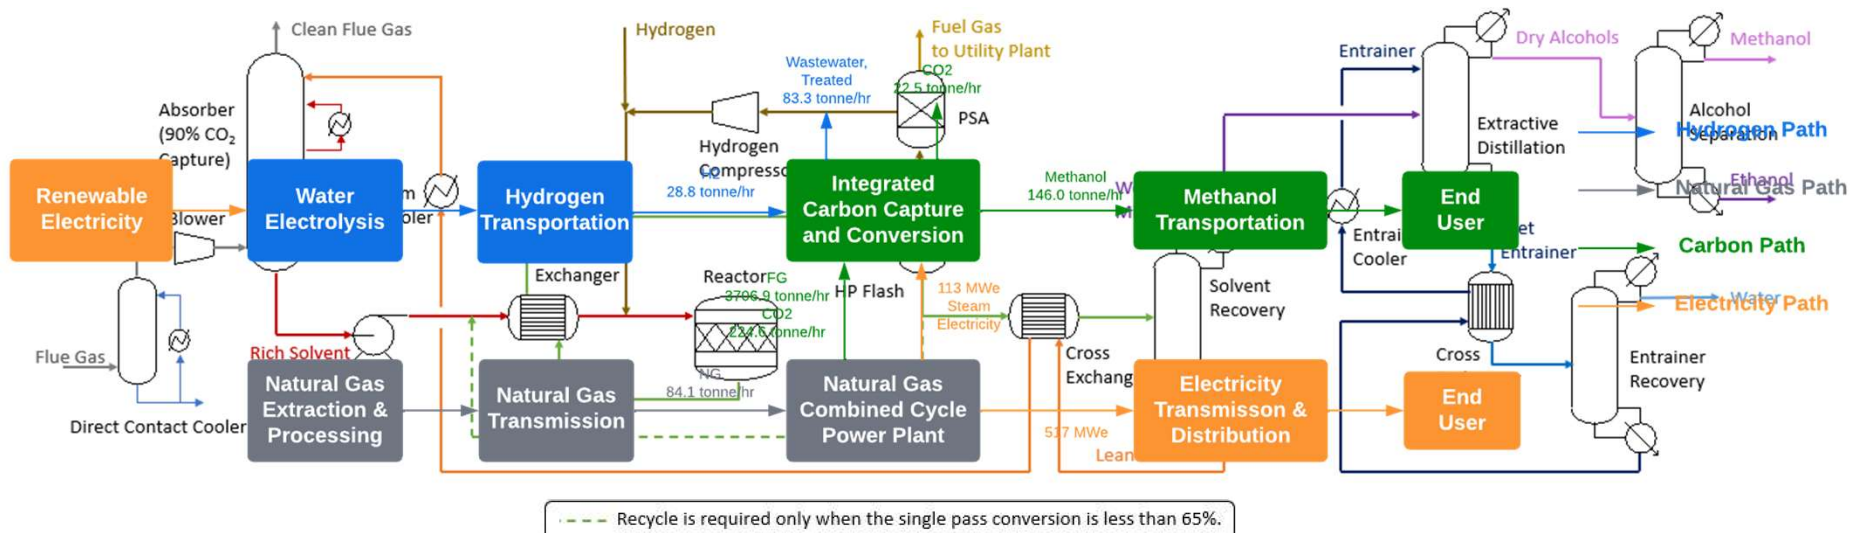 Clean Flue Gas
Hydrogen
Fuel Gas
to Utility Plant
Wastewater,
Treated
83.3 tonne/hr
CO2
22.5 tonne/hr
Entrainer
Dry Alcohols
Methanol
Absorber
(90% CO₂
Capture)
PSA
Hydrogen
Compresso
Extractive
Distillation
Alcohol
Separation
Hydrogen Path
Renewable
Electricity
Blower
Water
Electrolysis
m
oler
Hydrogen
Transportation
H2
28.8 tonne/hr
Integrated
Carbon Capture
and Conversion
Methanol
146.0 tonne/hr
Methanol
Transportation
End
User
Ethanol
Natural Gas Path
Entrai
Cooler
et
Entrainer
Carbon Path
Exchanger
Reactor
FG
3706.9 tonne/hr
CO2
224.6 tonne/hr
HP Flash
113 MWe
Steam
Electricity
Solvent
Recovery
Water
Electricity Path
Flue Gas
Rich Solvent
Cross
Exchang
Cross
Entrainer
Recovery
Direct Contact Cooler
Natural Gas
Extraction &
Processing
Natural Gas
Transmission
NG
84.1 tonne/hr
Natural Gas
Combined Cycle
Power Plant
517 MWe
Lean
Electricity
Transmisson &
Distribution
End
User
Recycle is required only when the single pass conversion is less than 65%.